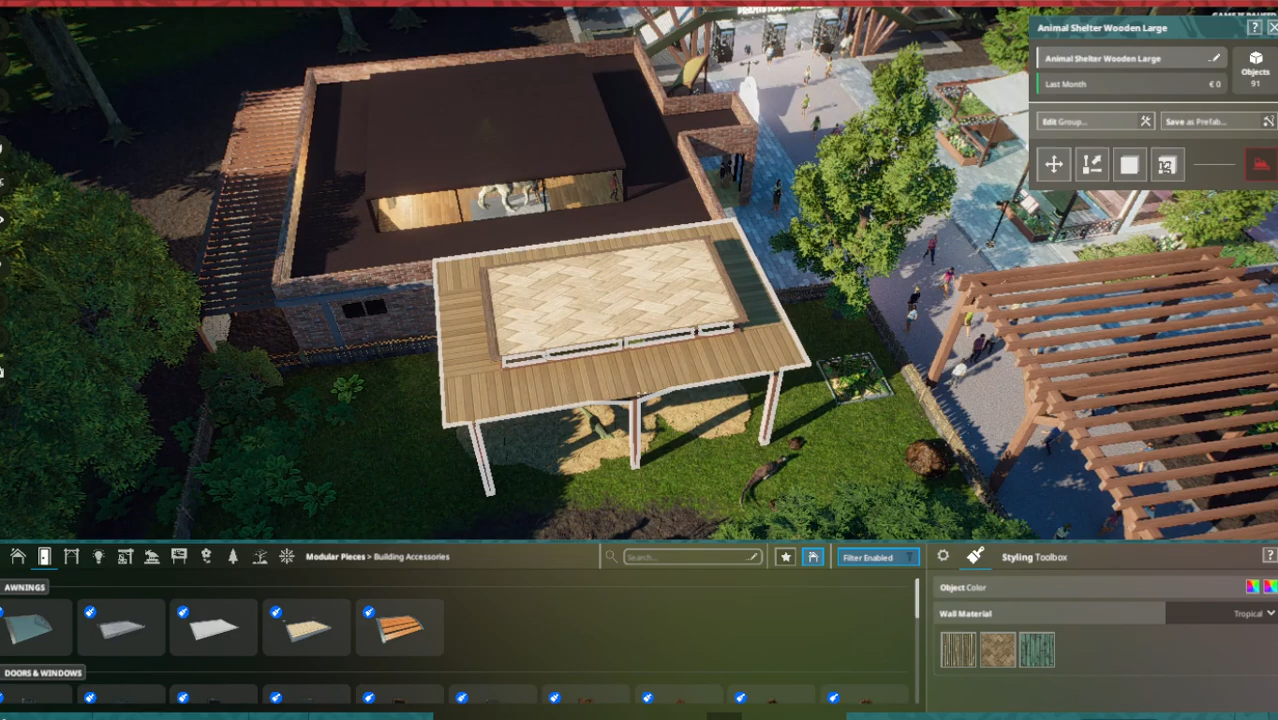 Animal Shelter Wooden Large
?
Animal Shelter Wooden Large
Objects
91
Last Month
€ 0
Edit Group...
Save as Prefab...
Modular Pieces > Building Accessories
Search...
Filter Enabled
Styling Toolbox
?
AWNINGS
Object Color
Wall Material
Tropical
DOORS & WINDOWS